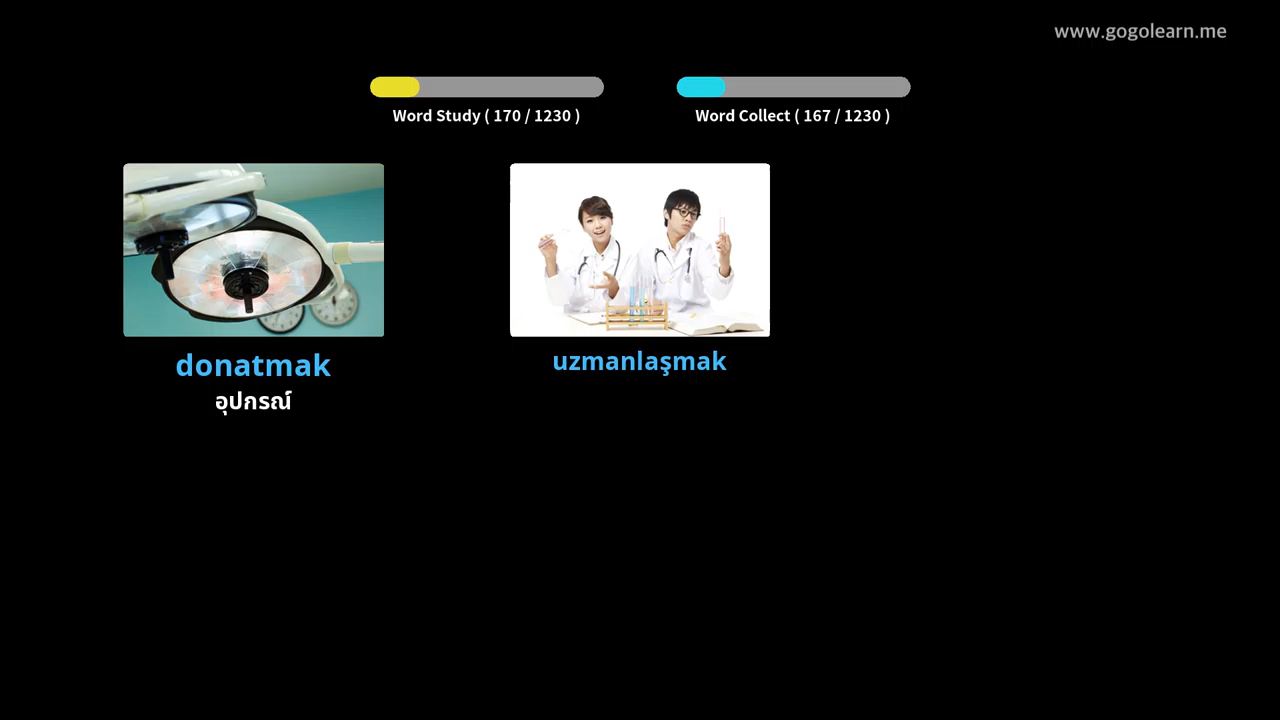 www.gogolearn.me
Word Study ( 170 / 1230 )
Word Collect ( 167 / 1230 )
donatmak
อุปกรณ์
uzmanlaşmak